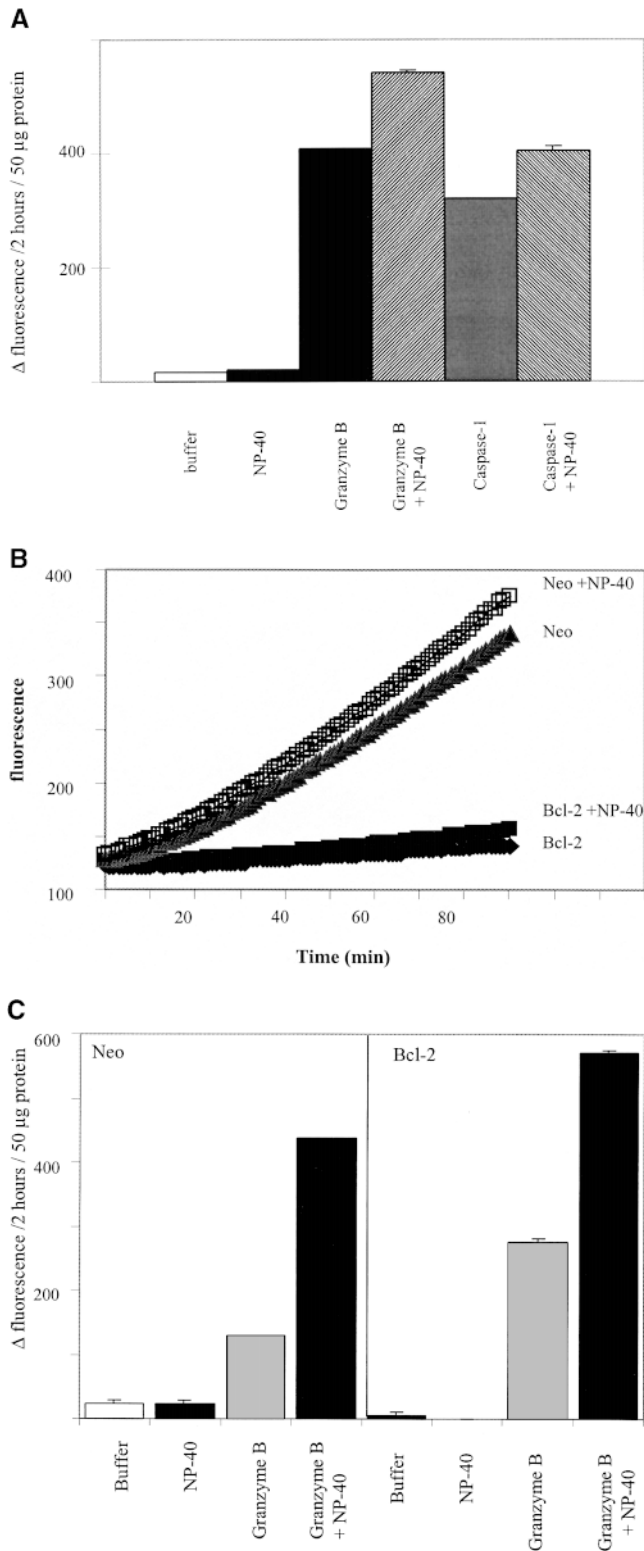 A
Δ fluorescence /2 hours / 50 µg protein
400
200
buffer
NP-40
Granzyme B
Granzyme B
+ NP-40
Caspase-1
Caspase-1
+ NP-40
B
400
300
200
100
fluorescence
Neo +NP-40
Neo
Bcl-2 +NP-40
Bcl-2
20
40
60
80
Time (min)
C
Δ fluorescence /2 hours / 50 µg protein
600
400
200
Neo
Bcl-2
Buffer
NP-40
Granzyme B
Granzyme B
+ NP-40
Buffer
NP-40
Granzyme B
Granzyme B
+ NP-40